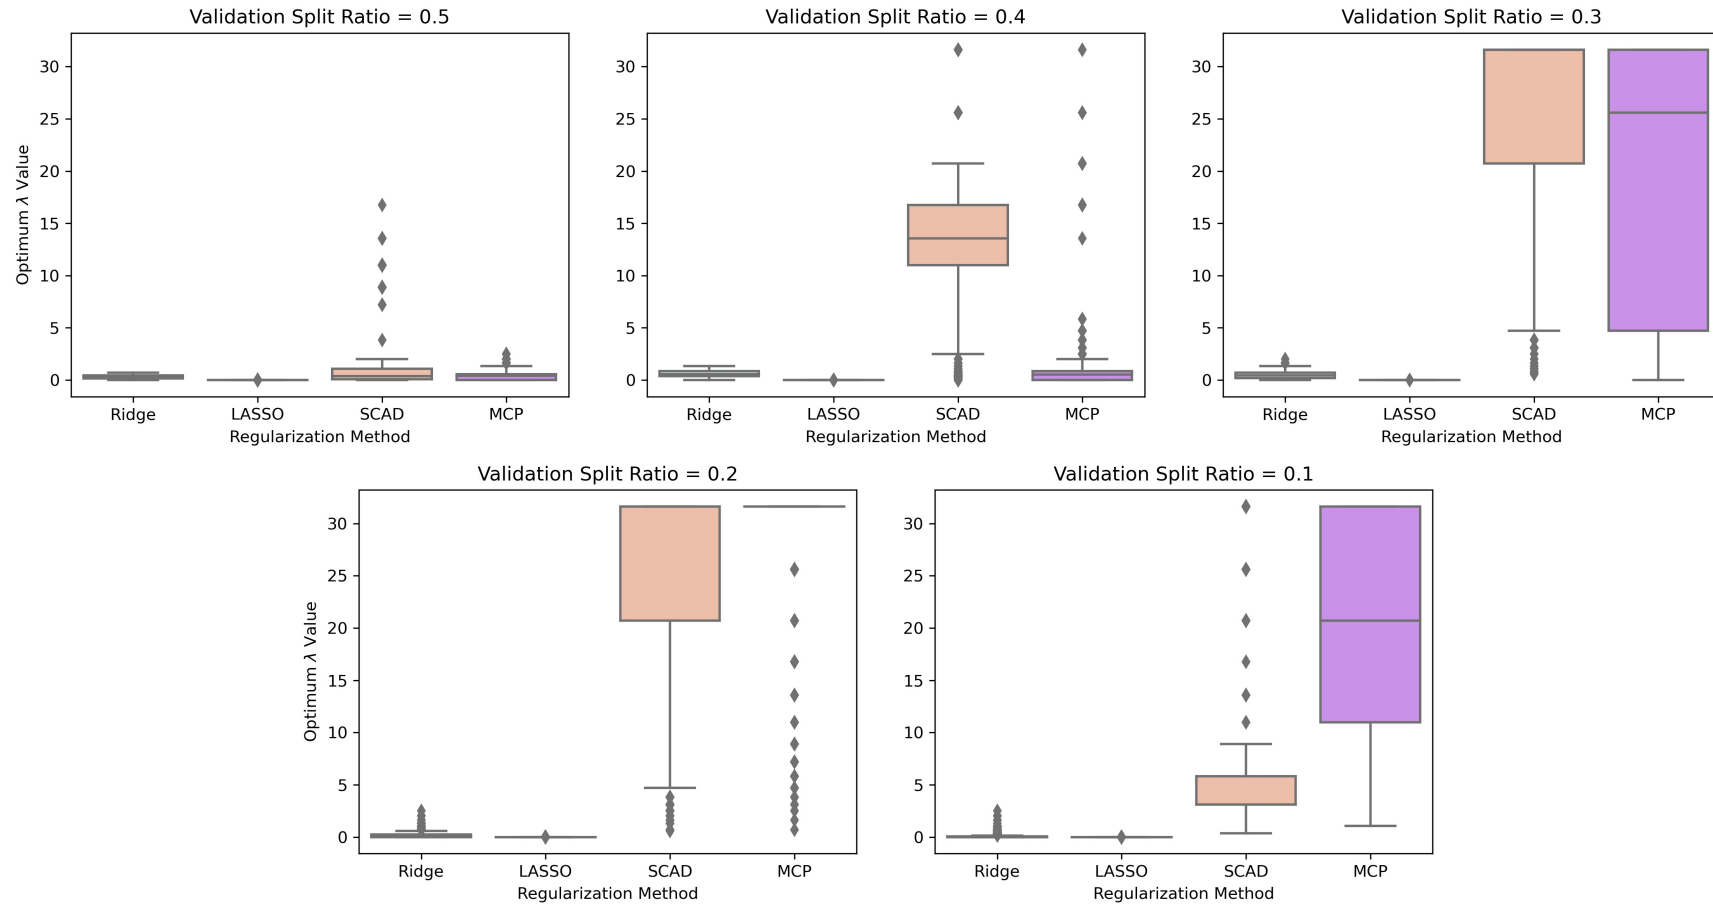 Validation Split Ratio = 0.5
Optimum λ Value
30
25
20
15
10
5
0
Ridge LASSO SCAD MCP
Regularization Method
Validation Split Ratio = 0.4
30
25
20
15
10
5
0
Ridge LASSO SCAD MCP
Regularization Method
Validation Split Ratio = 0.3
30
25
20
15
10
5
0
Ridge LASSO SCAD MCP
Regularization Method
Validation Split Ratio = 0.2
Optimum λ Value
30
25
20
15
10
5
0
Ridge LASSO SCAD MCP
Regularization Method
Validation Split Ratio = 0.1
30
25
20
15
10
5
0
Ridge LASSO SCAD MCP
Regularization Method